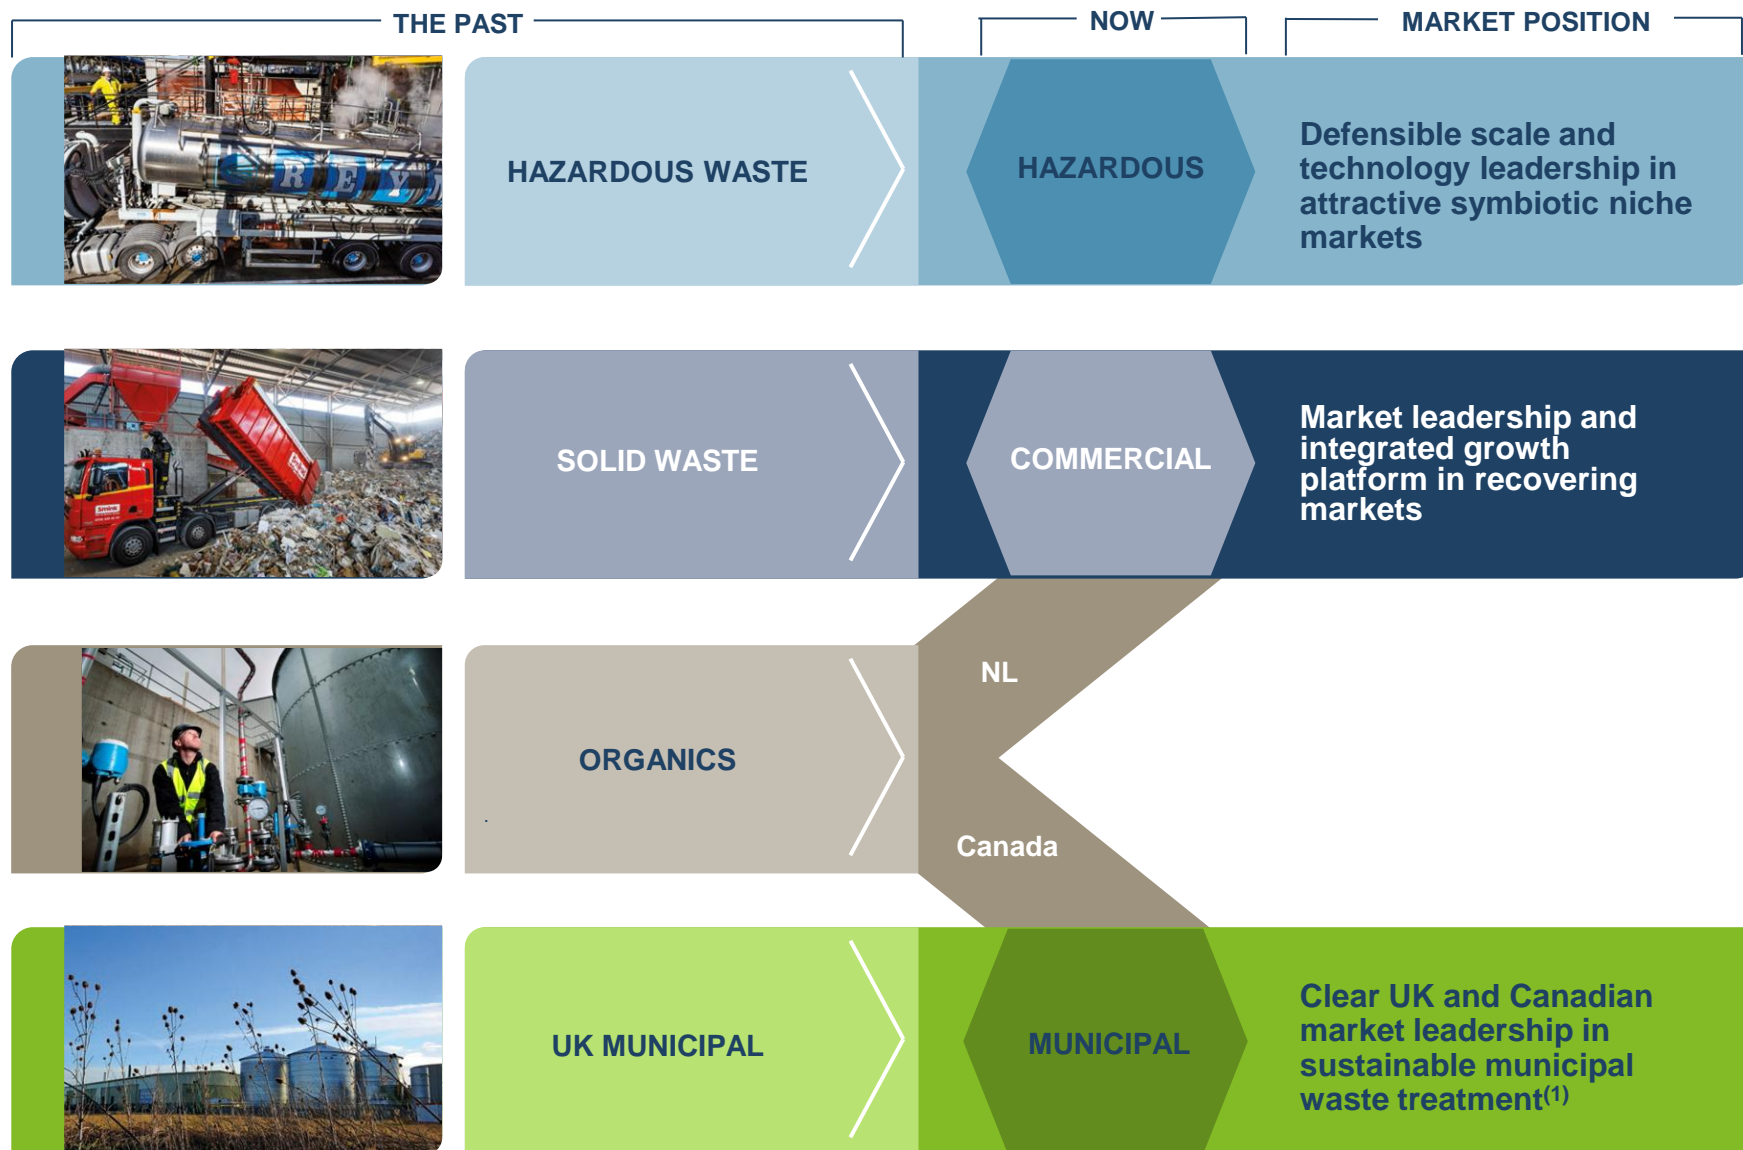 THE PAST
NOW
MARKET POSITION
REY
HAZARDOUS WASTE
HAZARDOUS
Defensible scale and
technology leadership in
attractive symbiotic niche
markets
SOLID WASTE
COMMERCIAL
Market leadership and
integrated growth
platform in recovering
markets
NL
ORGANICS
.
Canada
UK MUNICIPAL
MUNICIPAL
Clear UK and Canadian
market leadership in
sustainable municipal
waste treatment(1)